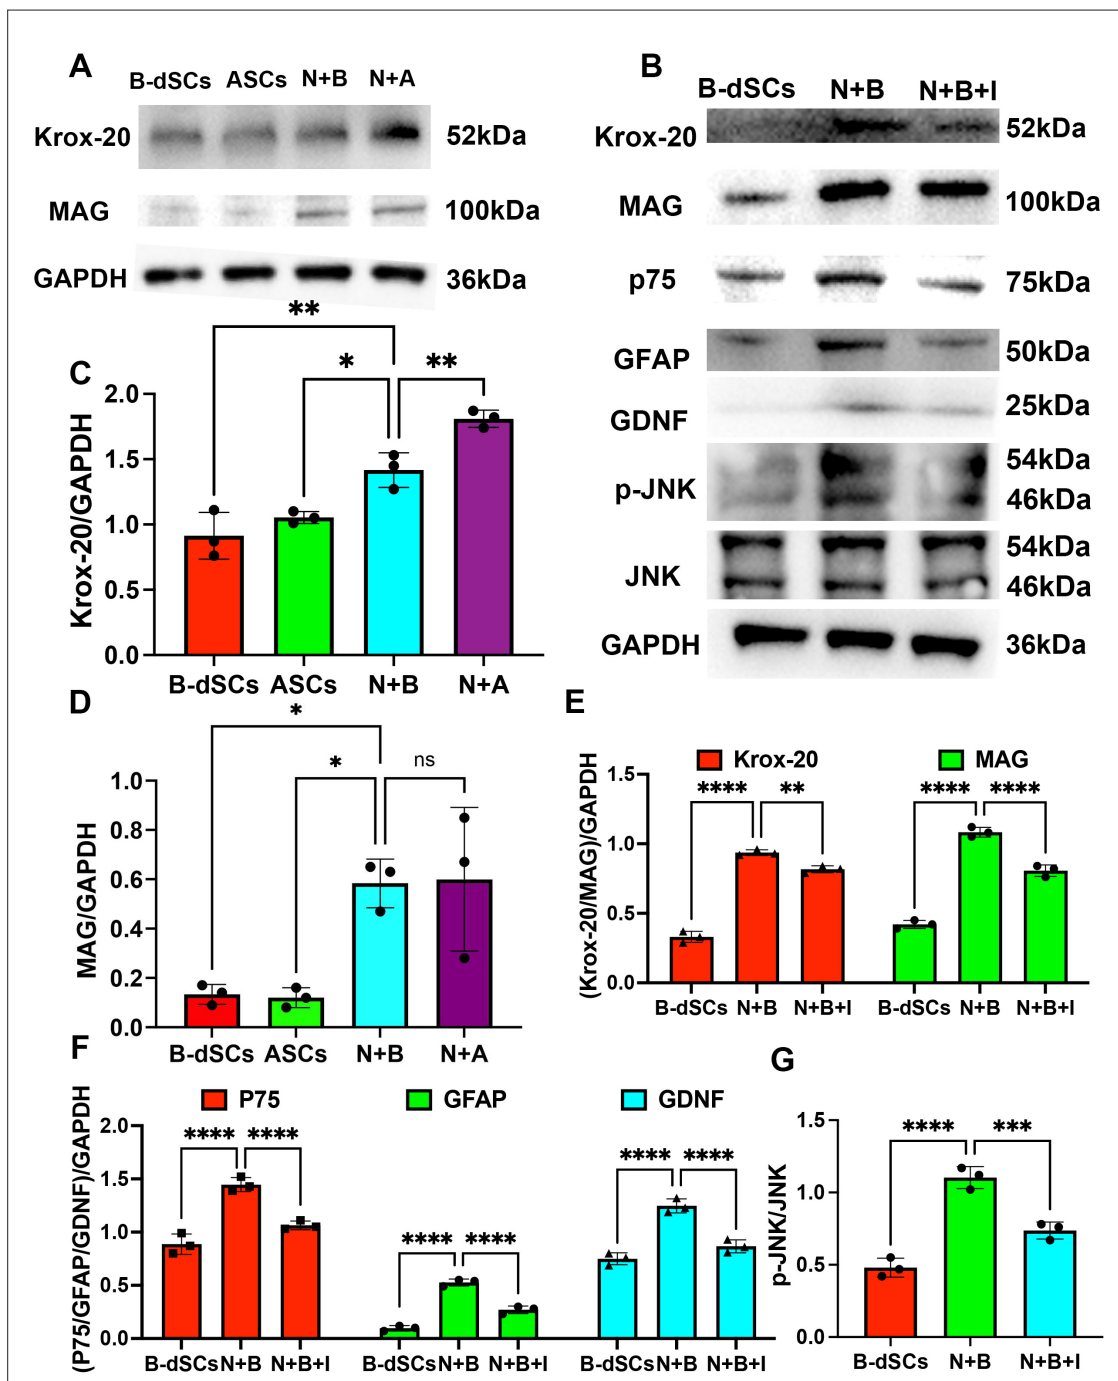 A
B-dSCs ASCs N+B N+A
Krox-20 52kDa
MAG 100kDa
GAPDH 36kDa
B
B-dSCs N+B N+B+I
Krox-20 52kDa
MAG 100kDa
p75 75kDa
GFAP 50kDa
GDNF 25kDa
p-JNK 54kDa
46kDa
JNK 54kDa
46kDa
GAPDH 36kDa
C
Krox-20/GAPDH
**
* **
2.0
1.5
1.0
0.5
0.0
B-dSCs ASCs N+B N+A
D
MAG/GAPDH
*
* ns
1.0
0.8
0.6
0.4
0.2
0.0
B-dSCs ASCs N+B N+A
E
Krox-20 MAG
(Krox-20/MAG)/GAPDH
**** ** **** ****
1.5
1.0
0.5
0.0
B-dSCs N+B N+B+I B-dSCs N+B N+B+I
F
P75 GFAP GDNF
(P75/GFAP/GDNF)/GAPDH
**** **** **** **** **** ****
2.0
1.5
1.0
0.5
0.0
B-dSCs N+B N+B+I B-dSCs N+B N+B+I B-dSCs N+B N+B+I
G
p-JNK/JNK
**** ***
1.5
1.0
0.5
0.0
B-dSCs N+B N+B+I